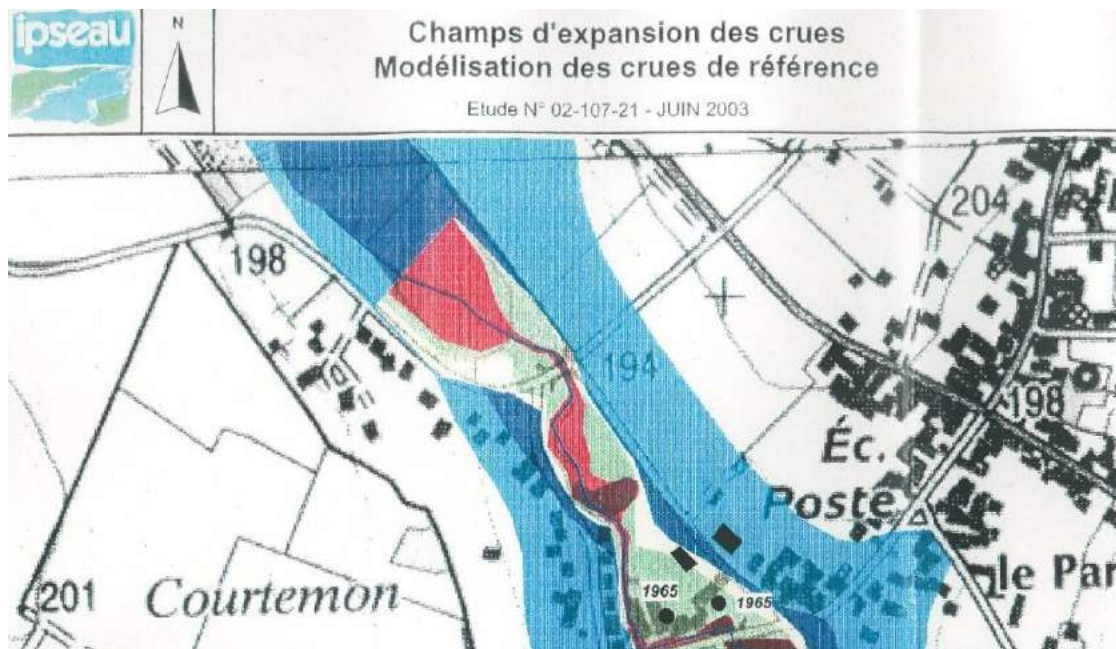 ipseau
N
Champs d'expansion des crues
Modélisation des crues de référence
Etude N° 02-107-21 - JUIN 2003
204
198
194
198
Éc.
Poste
le Par
1965
1965
201
Courtemon